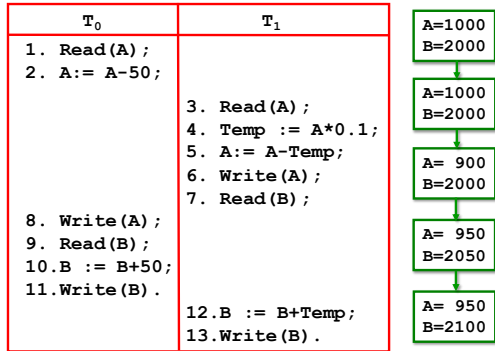 T0 T1
1. Read(A);
2. A:= A-50;
3. Read(A);
4. Temp := A*0.1;
5. A:= A-Temp;
6. Write(A);
7. Read(B);
8. Write(A);
9. Read(B);
10.B := B+50;
11.Write(B).
12.B := B+Temp;
13.Write(B).
A=1000
B=2000
A=1000
B=2000
A= 900
B=2000
A= 950
B=2050
A= 950
B=2100